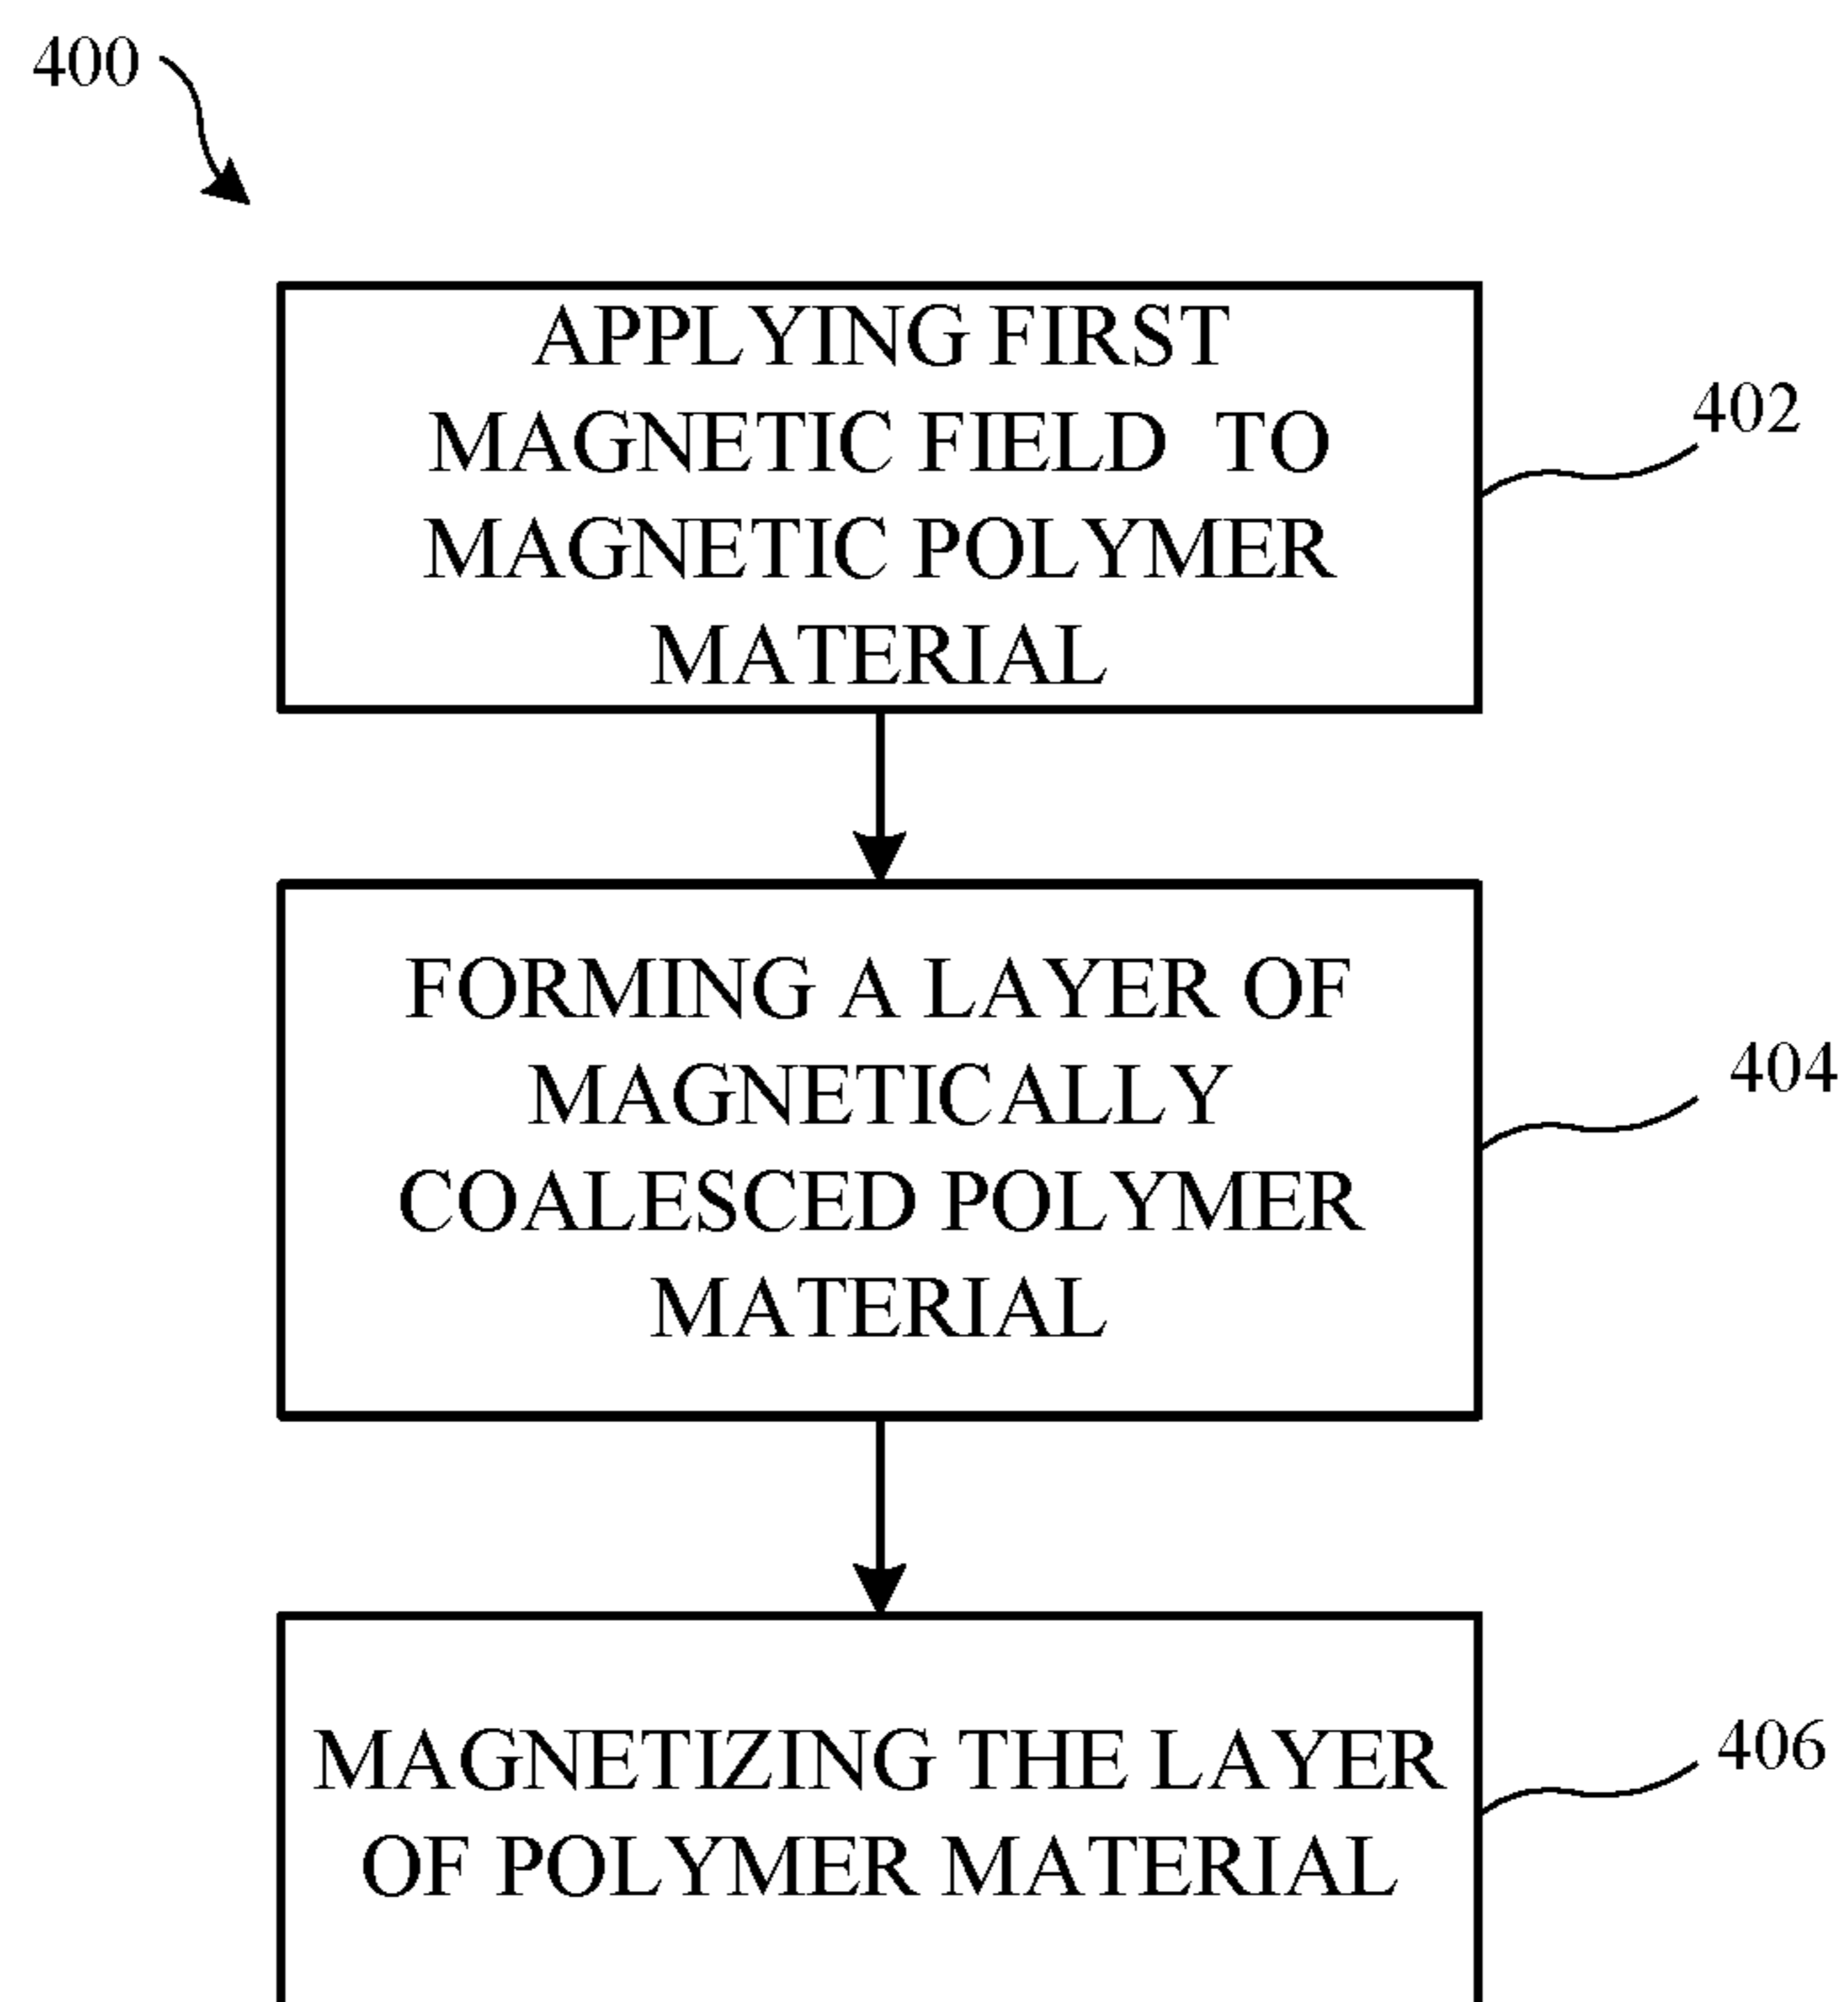 400
APPLYING FIRST
MAGNETIC FIELD TO
MAGNETIC POLYMER
MATERIAL
402
FORMING A LAYER OF
MAGNETICALLY
COALESCED POLYMER
MATERIAL
404
MAGNETIZING THE LAYER
OF POLYMER MATERIAL
406